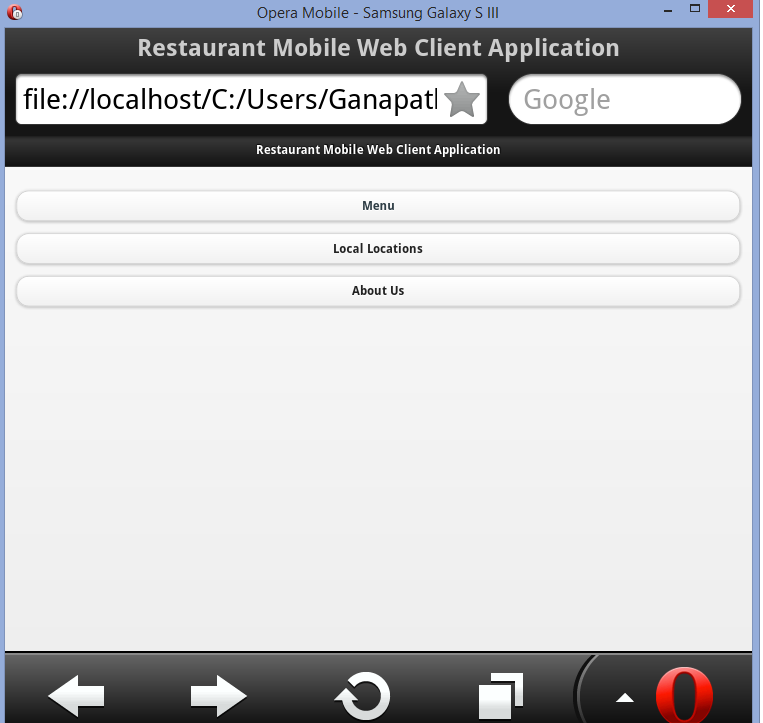 Opera Mobile - Samsung Galaxy S III
Restaurant Mobile Web Client Application
file://localhost/C:/Users/Ganapath
Google
Restaurant Mobile Web Client Application
Menu
Local Locations
About Us